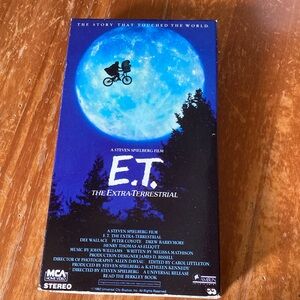 THE STORY THAT TOUCHED THE WORLD.
A STEVEN SPIELBERG FILM
E.T.
THE EXTRA-TERRESTRIAL
A STEVEN SPIELBERG FILM
E.T. THE EXTRA-TERRESTRIAL
DEE WALLACE PETER COYOTE DREW BARRYMORE
HENRY THOMAS AS ELLIOTT
MUSIC BY JOHN WILLIAMS WRITTEN BY MELISSA MATHISON
PRODUCTION DESIGNER JAMES D. BISSELL
DIRECTOR OF PHOTOGRAPHY ALLEN DAVIAU EDITED BY CAROL LITTLETON
PRODUCED BY STEVEN SPIELBERG & KATHLEEN KENNEDY
DIRECTED BY STEVEN SPIELBERG A UNIVERSAL RELEASE
READ THE BERKLEY BOOK
MCA
HOME VIDEO
STEREO